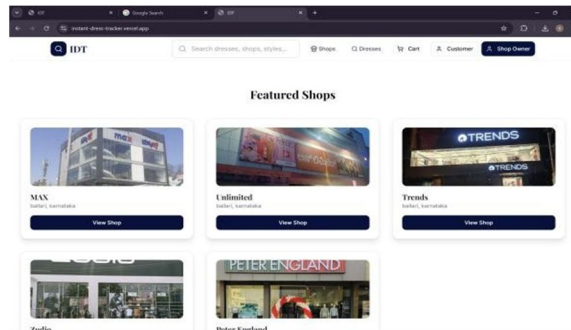 IDT
Google Search
IDT
instant-dress-tracker.vercel.app
IDT
Search dresses, shops, styles...
Shops
Dresses
Cart
Customer
Shop Owner
Featured Shops
max
TRENDS
TRENDS
MAX
ballari, karnataka
View Shop
Unlimited
ballari, karnataka
View Shop
Trends
ballari, karnataka
View Shop
PETER ENGLAND
Peter England